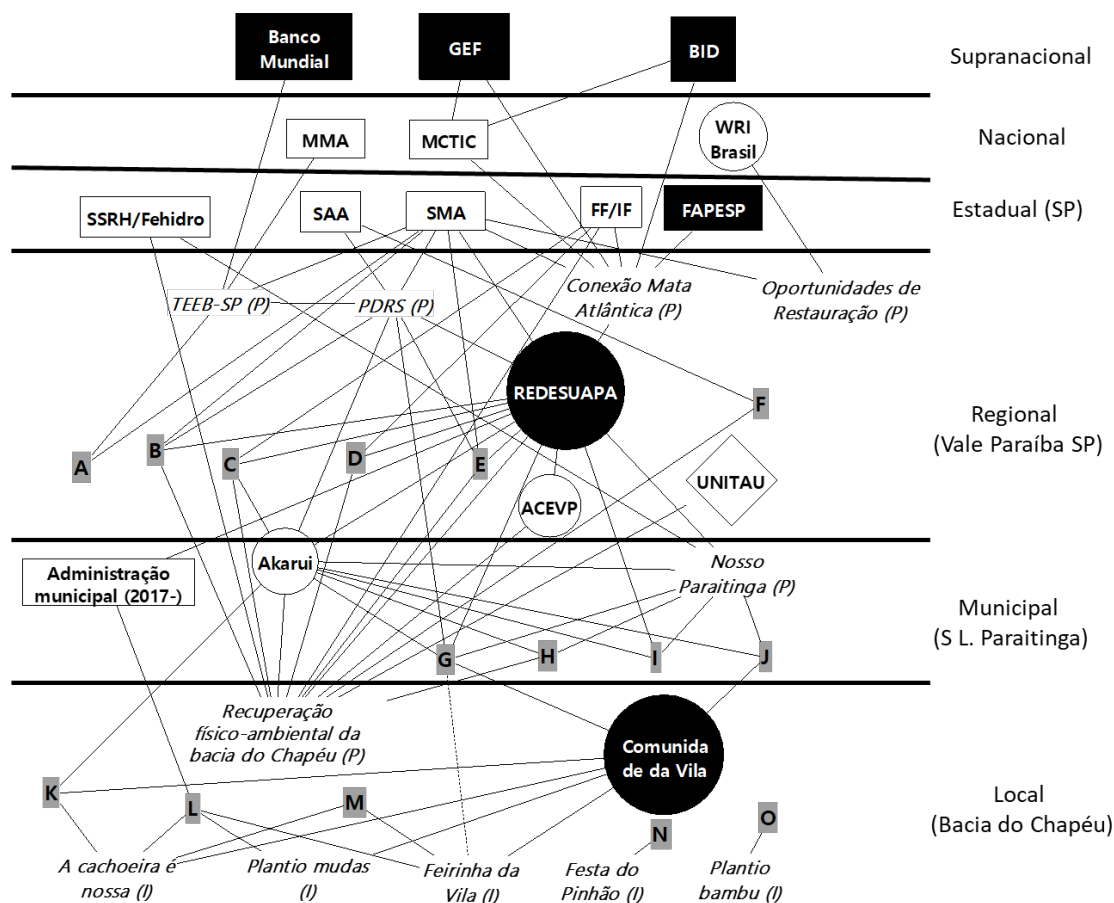 Banco
Mundial
GEF
BID
Supranacional
MMA
MCTIC
WRI
Brasil
Nacional
SSRH/Fehidro
SAA
SMA
FF/IF
FAPESP
Estadual (SP)
TEEB-SP (P)
PDRS (P)
Conexão Mata
Atlântica (P)
Oportunidades de
Restauração (P)
REDESUAPA
A
B
C
D
E
F
ACEVP
UNITAU
Regional
(Vale Paraíba SP)
Administração
municipal (2017-)
Akarui
Nosso
Paraitinga (P)
G
H
I
J
Municipal
(S L. Paraitinga)
Recuperação
físico-ambiental da
bacia do Chapéu (P)
Comunida
de da Vila
K
L
M
N
O
Local
(Bacia do Chapéu)
A cachoeira é
nossa (I)
Plantio mudas
(I)
Feirinha da
Vila (I)
Festa do
Pinhão (I)
Plantio
bambu (I)